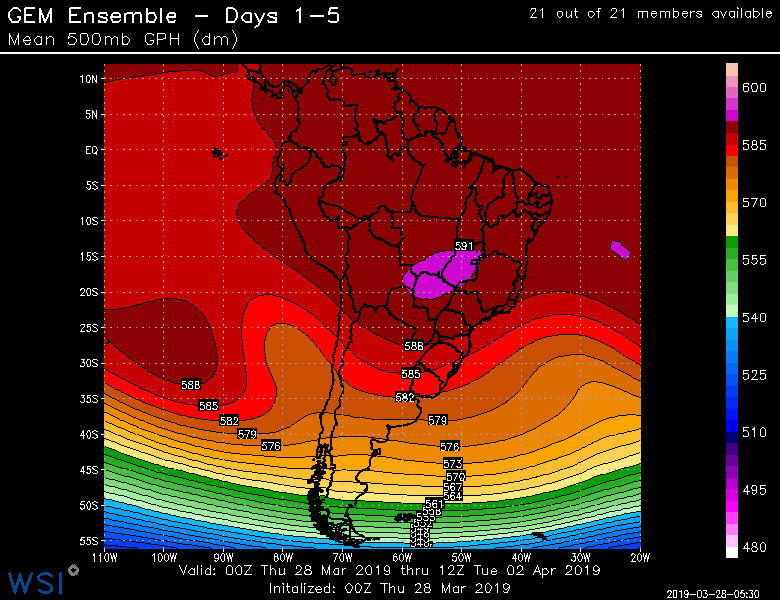 GEM Ensemble – Days 1–5
21 out of 21 members available
Mean 500mb GPH (dm)
10N
5N
EQ
5S
10S
15S
20S
25S
30S
35S
40S
45S
50S
55S
591
588
585
582
579
576
573
570
567
564
561
558
588
585
582
579
576
110W
100W
90W
80W
70W
60W
50W
40W
30W
20W
600
585
570
555
540
525
510
495
480
Valid: 00Z Thu 28 Mar 2019 thru 12Z Tue 02 Apr 2019
Initalized: 00Z Thu 28 Mar 2019
WSI
2019-03-28-05:30